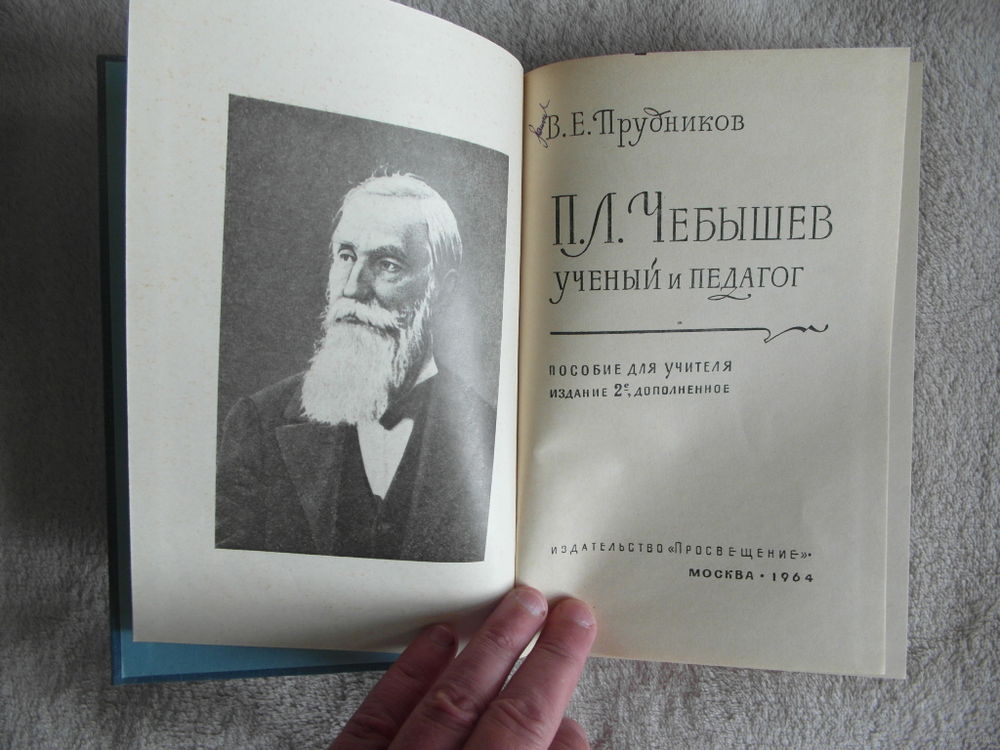 В. Е. Прудников
П. Л. Чебышев
ученый и педагог
пособие для учителя
издание 2е, дополненное
издательство «Просвещение»·
МОСКВА · 1964